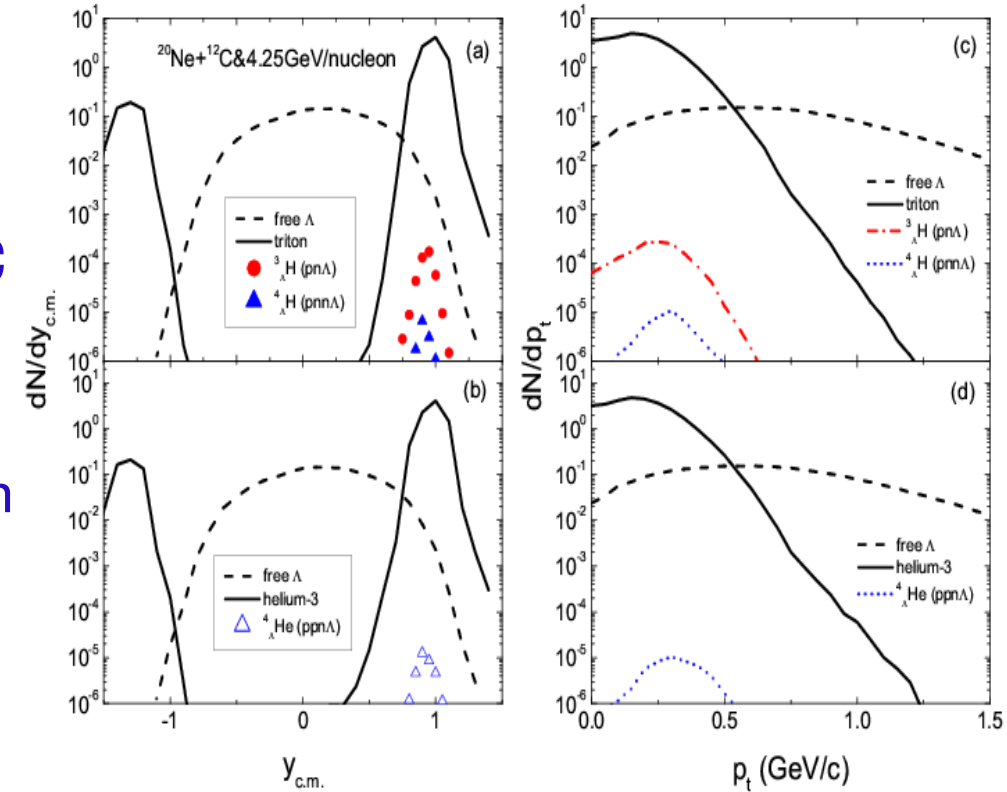 c
n
10¹
10⁰
10⁻¹
10⁻²
10⁻³
10⁻⁴
10⁻⁵
10⁻⁶
²⁰Ne+¹²C&4.25GeV/nucleon
(a)
free Λ
triton
³ΛH (pnΛ)
⁴ΛH (pnnΛ)
dN/dy c.m.
10¹
10⁰
10⁻¹
10⁻²
10⁻³
10⁻⁴
10⁻⁵
10⁻⁶
(c)
free Λ
triton
³ΛH (pnΛ)
⁴ΛH (pnnΛ)
dN/dp t
10¹
10⁰
10⁻¹
10⁻²
10⁻³
10⁻⁴
10⁻⁵
10⁻⁶
(b)
free Λ
helium-3
⁴ΛHe (ppnΛ)
-1 0 1
y c.m.
10¹
10⁰
10⁻¹
10⁻²
10⁻³
10⁻⁴
10⁻⁵
10⁻⁶
(d)
free Λ
helium-3
⁴ΛHe (ppnΛ)
0.0 0.5 1.0 1.5
p t (GeV/c)